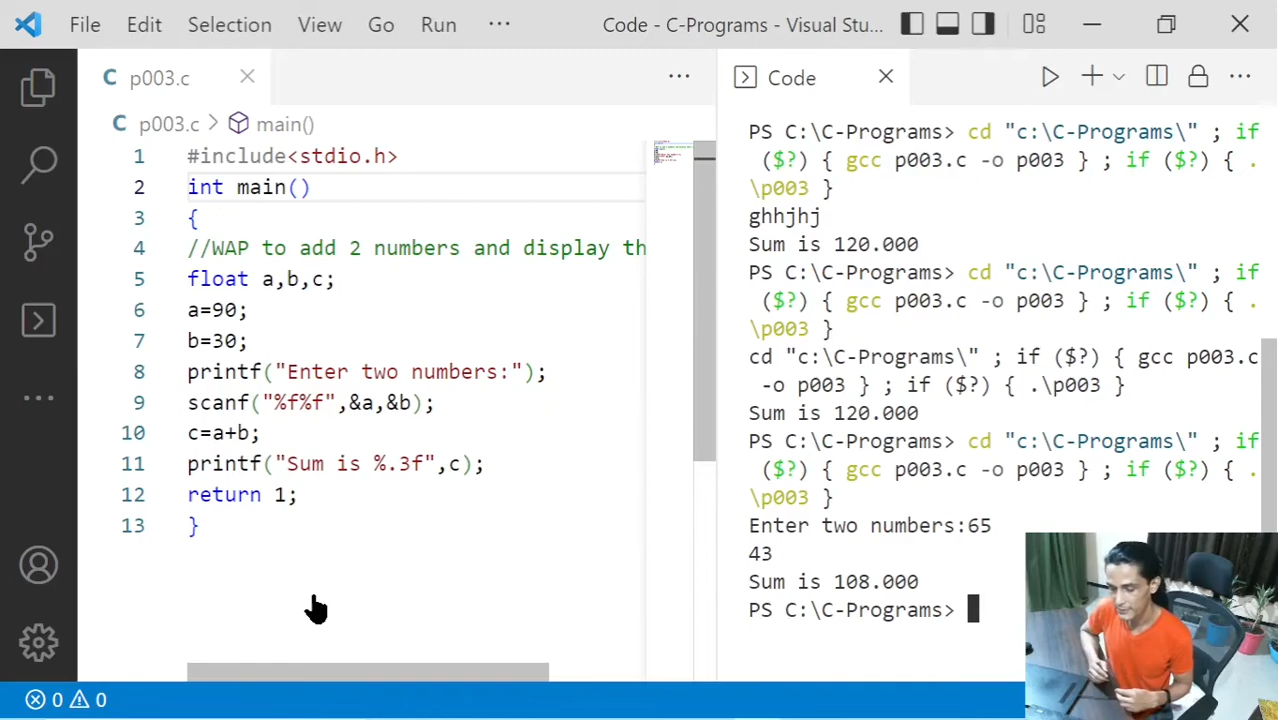 File Edit Selection View Go Run ··· Code - C-Programs - Visual Stu...
C p003.c
Code
C p003.c > main()
1 #include<stdio.h>
2 int main()
3 {
4 //WAP to add 2 numbers and display th
5 float a,b,c;
6 a=90;
7 b=30;
8 printf("Enter two numbers:");
9 scanf("%f%f",&a,&b);
10 c=a+b;
11 printf("Sum is %.3f",c);
12 return 1;
13 }
PS C:\C-Programs> cd "c:\C-Programs\" ; if
($?) { gcc p003.c -o p003 } ; if ($?) { .
\p003 }
ghhjhj
Sum is 120.000
PS C:\C-Programs> cd "c:\C-Programs\" ; if
($?) { gcc p003.c -o p003 } ; if ($?) { .
\p003 }
cd "c:\C-Programs\" ; if ($?) { gcc p003.c
-o p003 } ; if ($?) { .\p003 }
Sum is 120.000
PS C:\C-Programs> cd "c:\C-Programs\" ; if
($?) { gcc p003.c -o p003 } ; if ($?) { .
\p003 }
Enter two numbers:65
43
Sum is 108.000
PS C:\C-Programs>
0 0